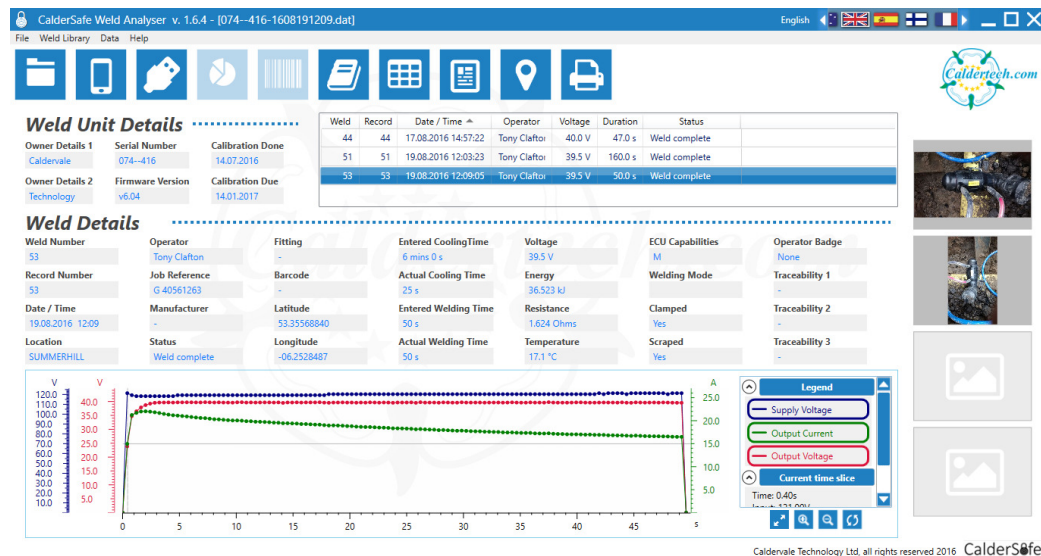 CalderSafe Weld Analyser v. 1.6.4 - [074--416-1608191209.dat] English
File Weld Library Data Help
Caldertech.com
Weld Unit Details
Owner Details 1 Serial Number Calibration Done
Caldervale 074--416 14.07.2016
Owner Details 2 Firmware Version Calibration Due
Technology v6.04 14.01.2017
Weld Record Date / Time Operator Voltage Duration Status
44 44 17.08.2016 14:57:22 Tony Clafton 40.0 V 47.0 s Weld complete
51 51 19.08.2016 12:03:23 Tony Clafton 39.5 V 160.0 s Weld complete
53 53 19.08.2016 12:09:05 Tony Clafton 39.5 V 50.0 s Weld complete
Weld Details
Weld Number Operator Fitting Entered CoolingTime Voltage ECU Capabilities Operator Badge
53 Tony Clafton - 6 mins 0 s 39.5 V M None
Record Number Job Reference Barcode Actual Cooling Time Energy Welding Mode Traceability 1
53 G 40561263 - 25 s 36.523 kJ -
Date / Time Manufacturer Latitude Entered Welding Time Resistance Clamped Traceability 2
19.08.2016 12:09 - 53.35568840 50 s 1.624 Ohms Yes -
Location Status Longitude Actual Welding Time Temperature Scraped Traceability 3
SUMMERHILL Weld complete -06.2528487 50 s 17.1 °C Yes -
V V A
120.0
110.0
100.0
90.0
80.0
70.0
60.0
50.0
40.0
30.0
20.0
10.0
40.0
35.0
30.0
25.0
20.0
15.0
10.0
5.0
25.0
20.0
15.0
10.0
5.0
0 5 10 15 20 25 30 35 40 45 s
Legend
Supply Voltage
Output Current
Output Voltage
Current time slice
Time: 0.40s
Input: 121.00V
Caldervale Technology Ltd, all rights reserved 2016 CalderSafe